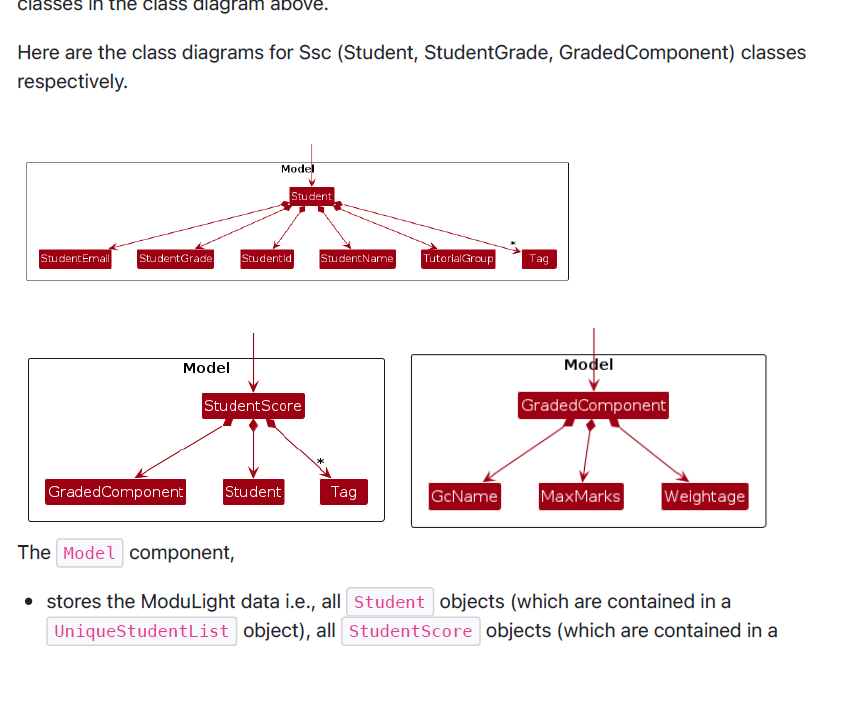 classes in the class diagram above.
Here are the class diagrams for Ssc (Student, StudentGrade, GradedComponent) classes
respectively.
Model
Student
*
StudentEmail StudentGrade StudentId StudentName TutorialGroup Tag
Model
StudentScore
*
GradedComponent Student Tag
Model
GradedComponent
GcName MaxMarks Weightage
The Model component,
• stores the ModuLight data i.e., all Student objects (which are contained in a
UniqueStudentList object), all StudentScore objects (which are contained in a